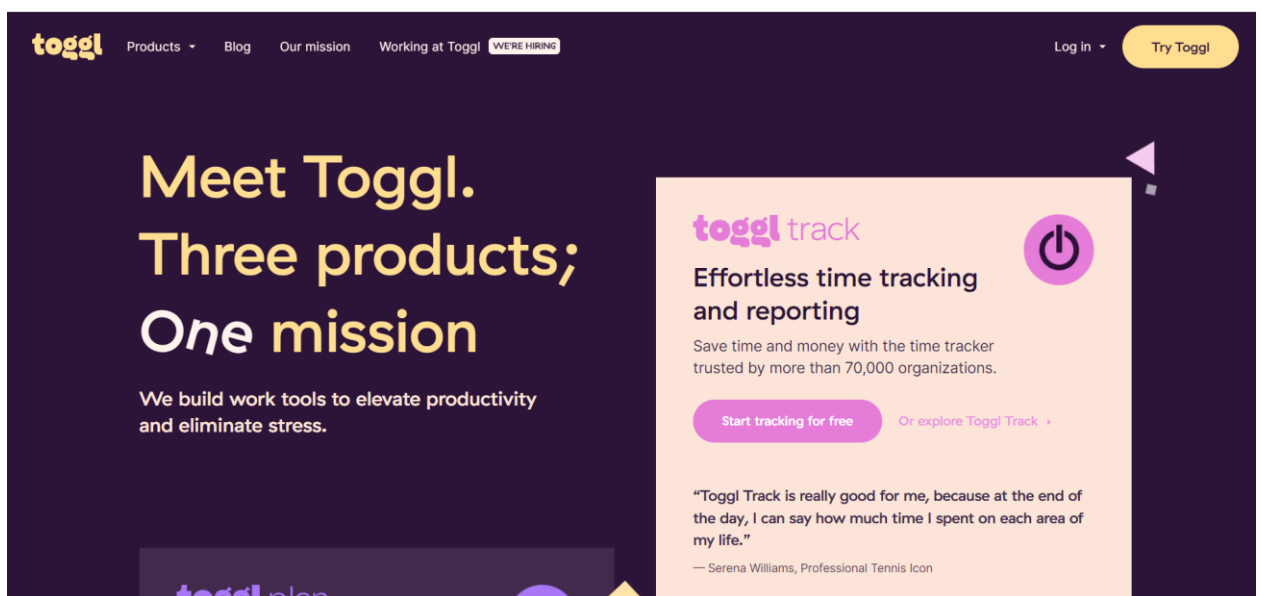 toggl Products Blog Our mission Working at Toggl WE'RE HIRING Log in Try Toggl
Meet Toggl.
Three products;
One mission
We build work tools to elevate productivity
and eliminate stress.
toggl track
Effortless time tracking
and reporting
Save time and money with the time tracker
trusted by more than 70,000 organizations.
Start tracking for free Or explore Toggl Track
“Toggl Track is really good for me, because at the end of
the day, I can say how much time I spent on each area of
my life.”
— Serena Williams, Professional Tennis Icon
toggl plan